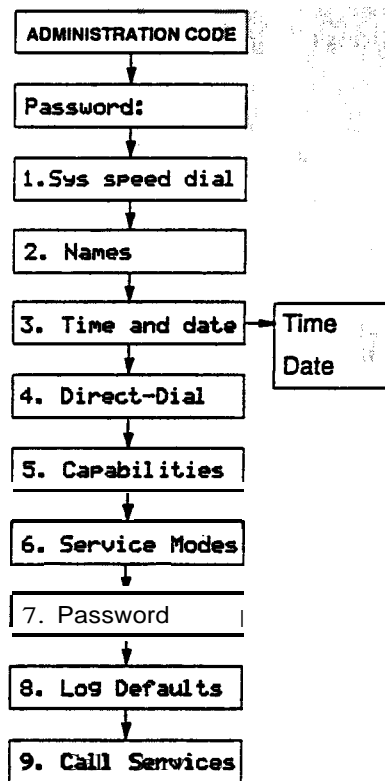 ADMINISTRATION CODE
Password:
1.Sys speed dial
2. Names
3. Time and date
Time
Date
4. Direct-Dial
5. Capabilities
6. Service Modes
7. Password
8. Log Defaults
9. Call Services